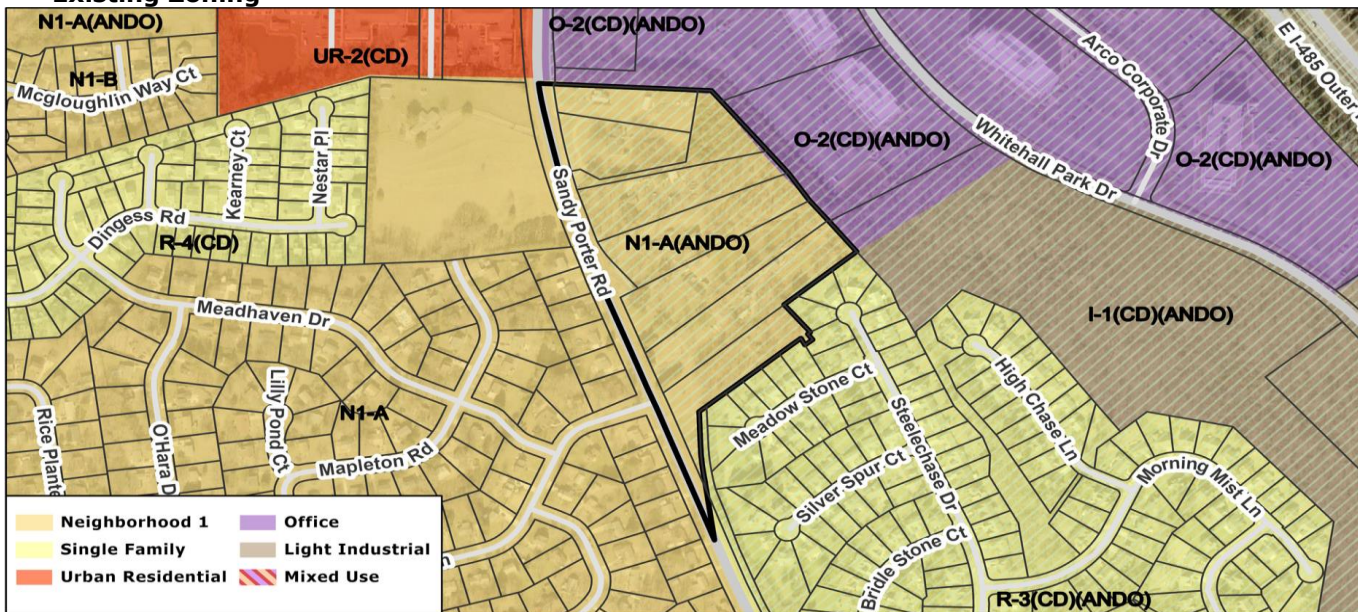 Existing Zoning
N1-A(ANDO)
UR-2(CD)
O-2(CD)(ANDO)
Arco Corporate Dr
E I-485 Outer
N1-B
Mcgloughlin Way Ct
Kearney Ct
Nestar Pl
O-2(CD)(ANDO)
Whitehall Park Dr
O-2(CD)(ANDO)
Dingess Rd
R-4(CD)
Sandy Porter Rd
N1-A(ANDO)
Meadhaven Dr
I-1(CD)(ANDO)
Lilly Pond Ct
N1-A
O'Hara D
Rice Plante
Mapleton Rd
Meadow Stone Ct
Steelechase Dr
High Chase Ln
Silver Spur Ct
Morning Mist Ln
Bridle Stone Ct
R-3(CD)(ANDO)
n
Neighborhood 1
Office
Single Family
Light Industrial
Urban Residential
Mixed Use